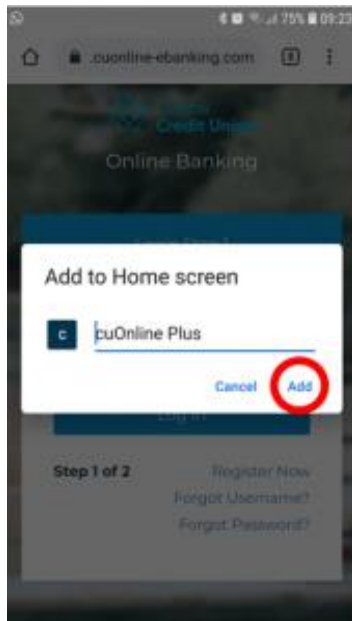 75% 09:23
.cuonline-ebanking.com
Credit Union
Online Banking
Add to Home screen
c cuOnline Plus
Cancel Add
Log in
Step 1 of 2 Register Now
Forgot Username?
Forgot Password?